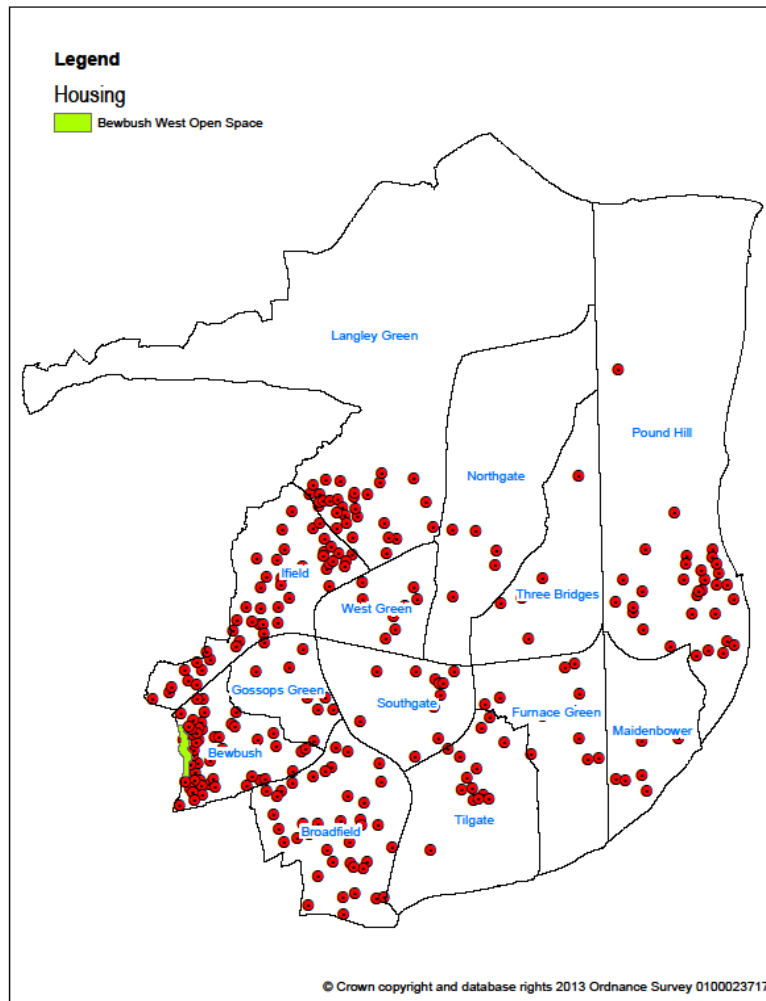 Legend
Housing
Bewbush West Open Space
Langley Green
Pound Hill
Northgate
Ifield
West Green
Three Bridges
Gossops Green
Southgate
Furnace Green
Maidenbower
Bewbush
Broadfield
Tilgate
© Crown copyright and database rights 2013 Ordnance Survey 0100023717